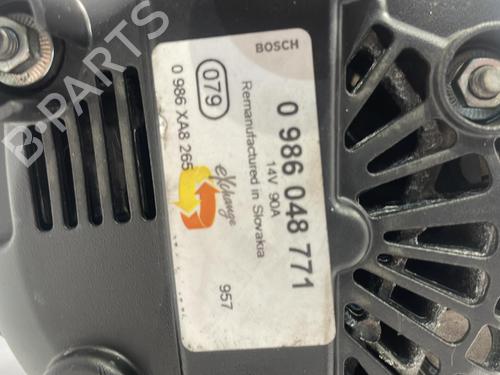 BOSCH
0 986 048 771
14V 90A
Remanufactured in Slovakia
079
0 986 XA8 265
eXchange
957
B-PARTS